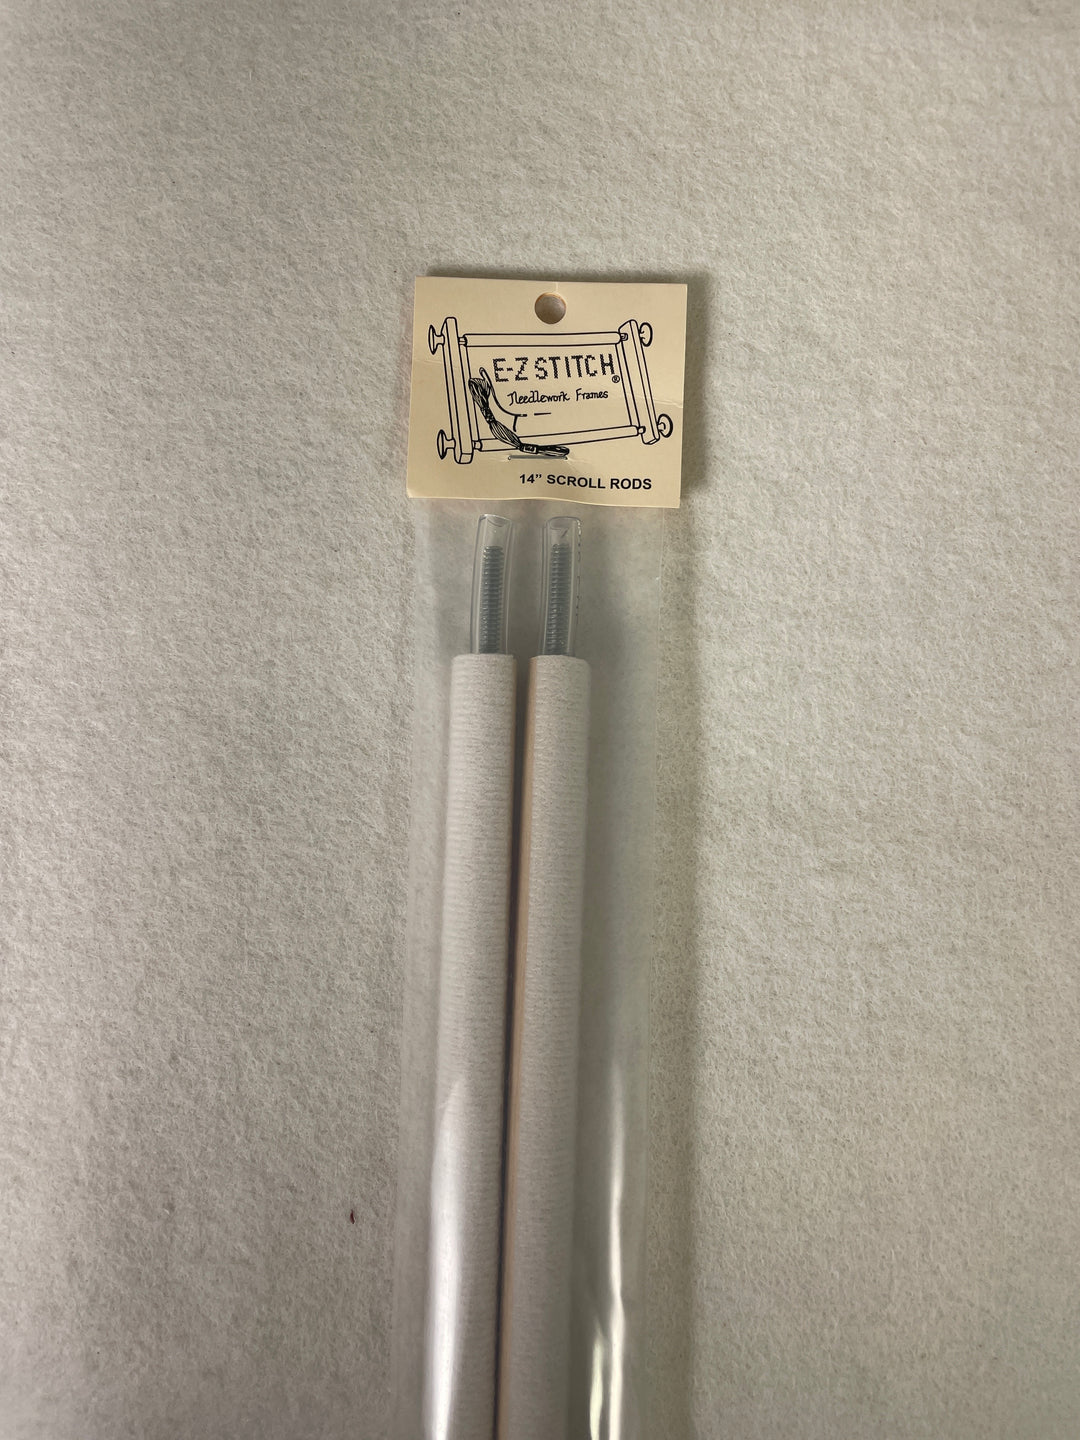 E-Z STITCH®
Needlework Frames
14” SCROLL RODS